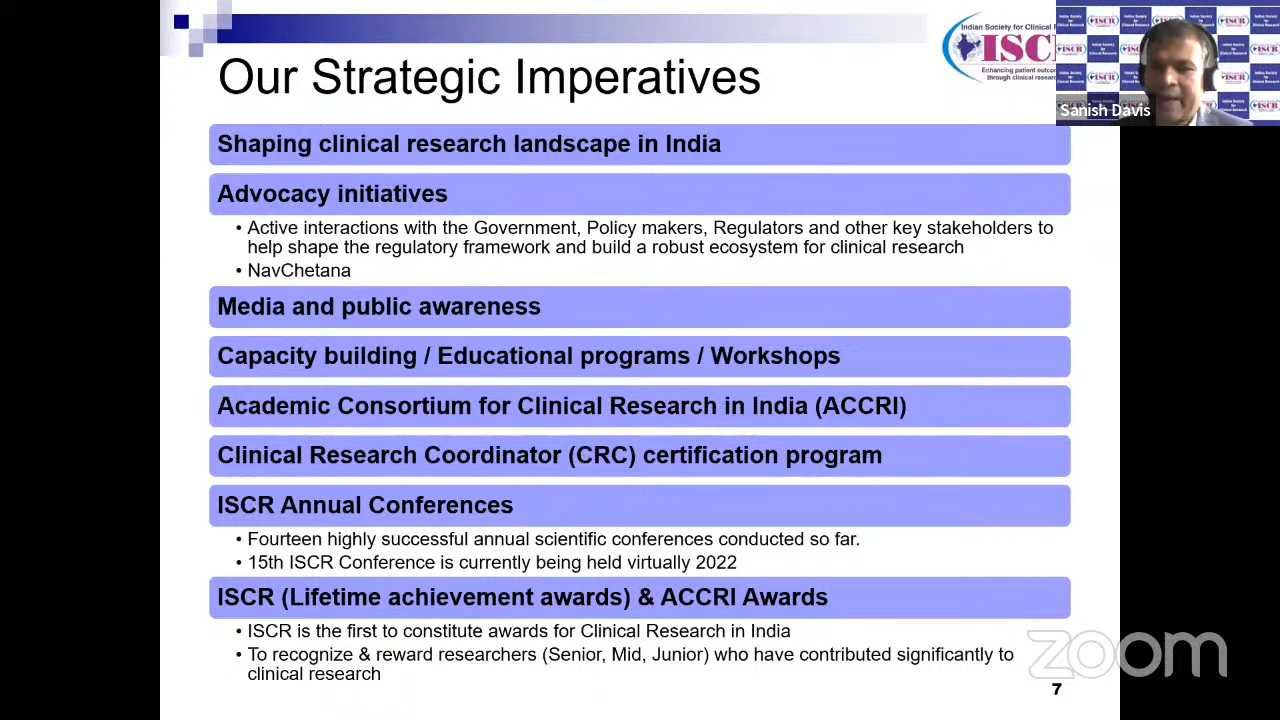 Our Strategic Imperatives
Indian Society for Clinical
ISC
Enhancing patient
through clinical
Sanish Davis
Shaping clinical research landscape in India
Advocacy initiatives
• Active interactions with the Government, Policy makers, Regulators and other key stakeholders to
help shape the regulatory framework and build a robust ecosystem for clinical research
• NavChetana
Media and public awareness
Capacity building / Educational programs / Workshops
Academic Consortium for Clinical Research in India (ACCRI)
Clinical Research Coordinator (CRC) certification program
ISCR Annual Conferences
• Fourteen highly successful annual scientific conferences conducted so far.
• 15th ISCR Conference is currently being held virtually 2022
ISCR (Lifetime achievement awards) & ACCRI Awards
• ISCR is the first to constitute awards for Clinical Research in India
• To recognize & reward researchers (Senior, Mid, Junior) who have contributed significantly to
clinical research
zoom
7